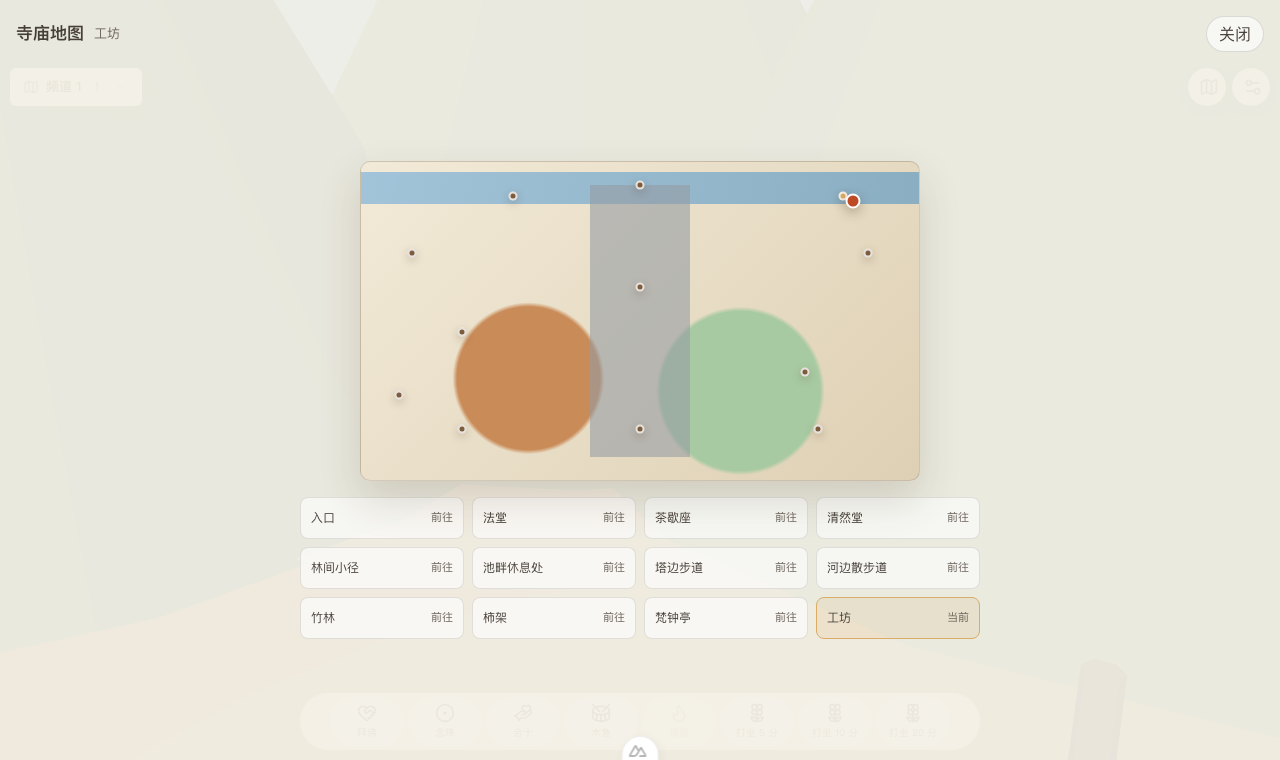 寺庙地图 工坊
关闭
频道 1
入口 前往
法堂 前往
茶歇座 前往
清然堂 前往
林间小径 前往
池畔休息处 前往
塔边步道 前往
河边散步道 前往
竹林 前往
柿架 前往
梵钟亭 前往
工坊 当前